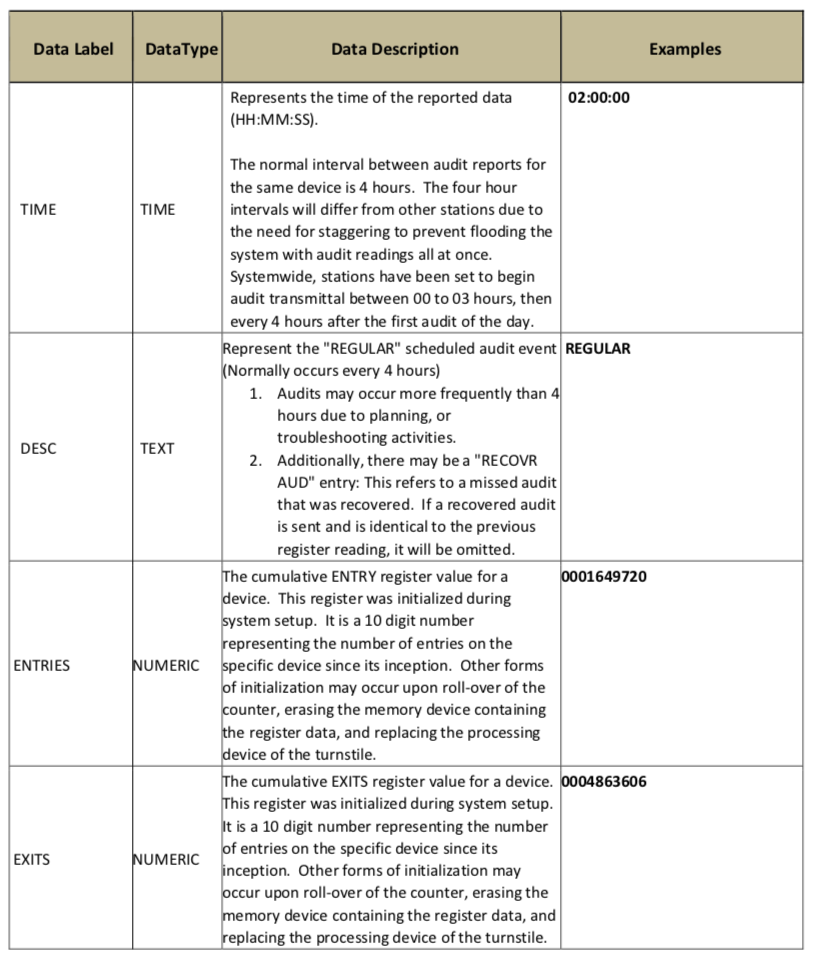 Data Label DataType Data Description Examples
TIME TIME
Represents the time of the reported data
(HH:MM:SS).
The normal interval between audit reports for
the same device is 4 hours. The four hour
intervals will differ from other stations due to
the need for staggering to prevent flooding the
system with audit readings all at once.
Systemwide, stations have been set to begin
audit transmittal between 00 to 03 hours, then
every 4 hours after the first audit of the day.
02:00:00
DESC TEXT
Represent the "REGULAR" scheduled audit event
(Normally occurs every 4 hours)
1. Audits may occur more frequently than 4
hours due to planning, or
troubleshooting activities.
2. Additionally, there may be a "RECOVR
AUD" entry: This refers to a missed audit
that was recovered. If a recovered audit
is sent and is identical to the previous
register reading, it will be omitted.
REGULAR
ENTRIES NUMERIC
The cumulative ENTRY register value for a
device. This register was initialized during
system setup. It is a 10 digit number
representing the number of entries on the
specific device since its inception. Other forms
of initialization may occur upon roll-over of the
counter, erasing the memory device containing
the register data, and replacing the processing
device of the turnstile.
0001649720
EXITS NUMERIC
The cumulative EXITS register value for a device.
This register was initialized during system setup.
It is a 10 digit number representing the number
of entries on the specific device since its
inception. Other forms of initialization may
occur upon roll-over of the counter, erasing the
memory device containing the register data, and
replacing the processing device of the turnstile.
0004863606